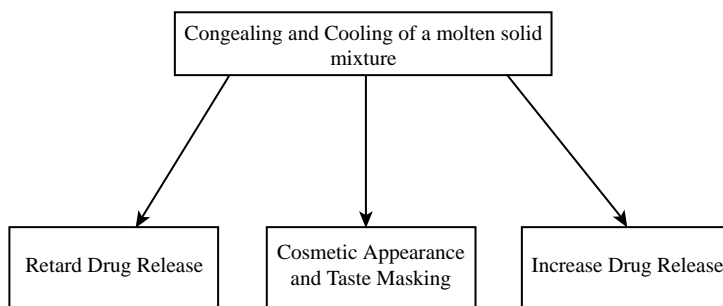 Congealing and Cooling of a molten solid
mixture
Retard Drug Release
Cosmetic Appearance
and Taste Masking
Increase Drug Release